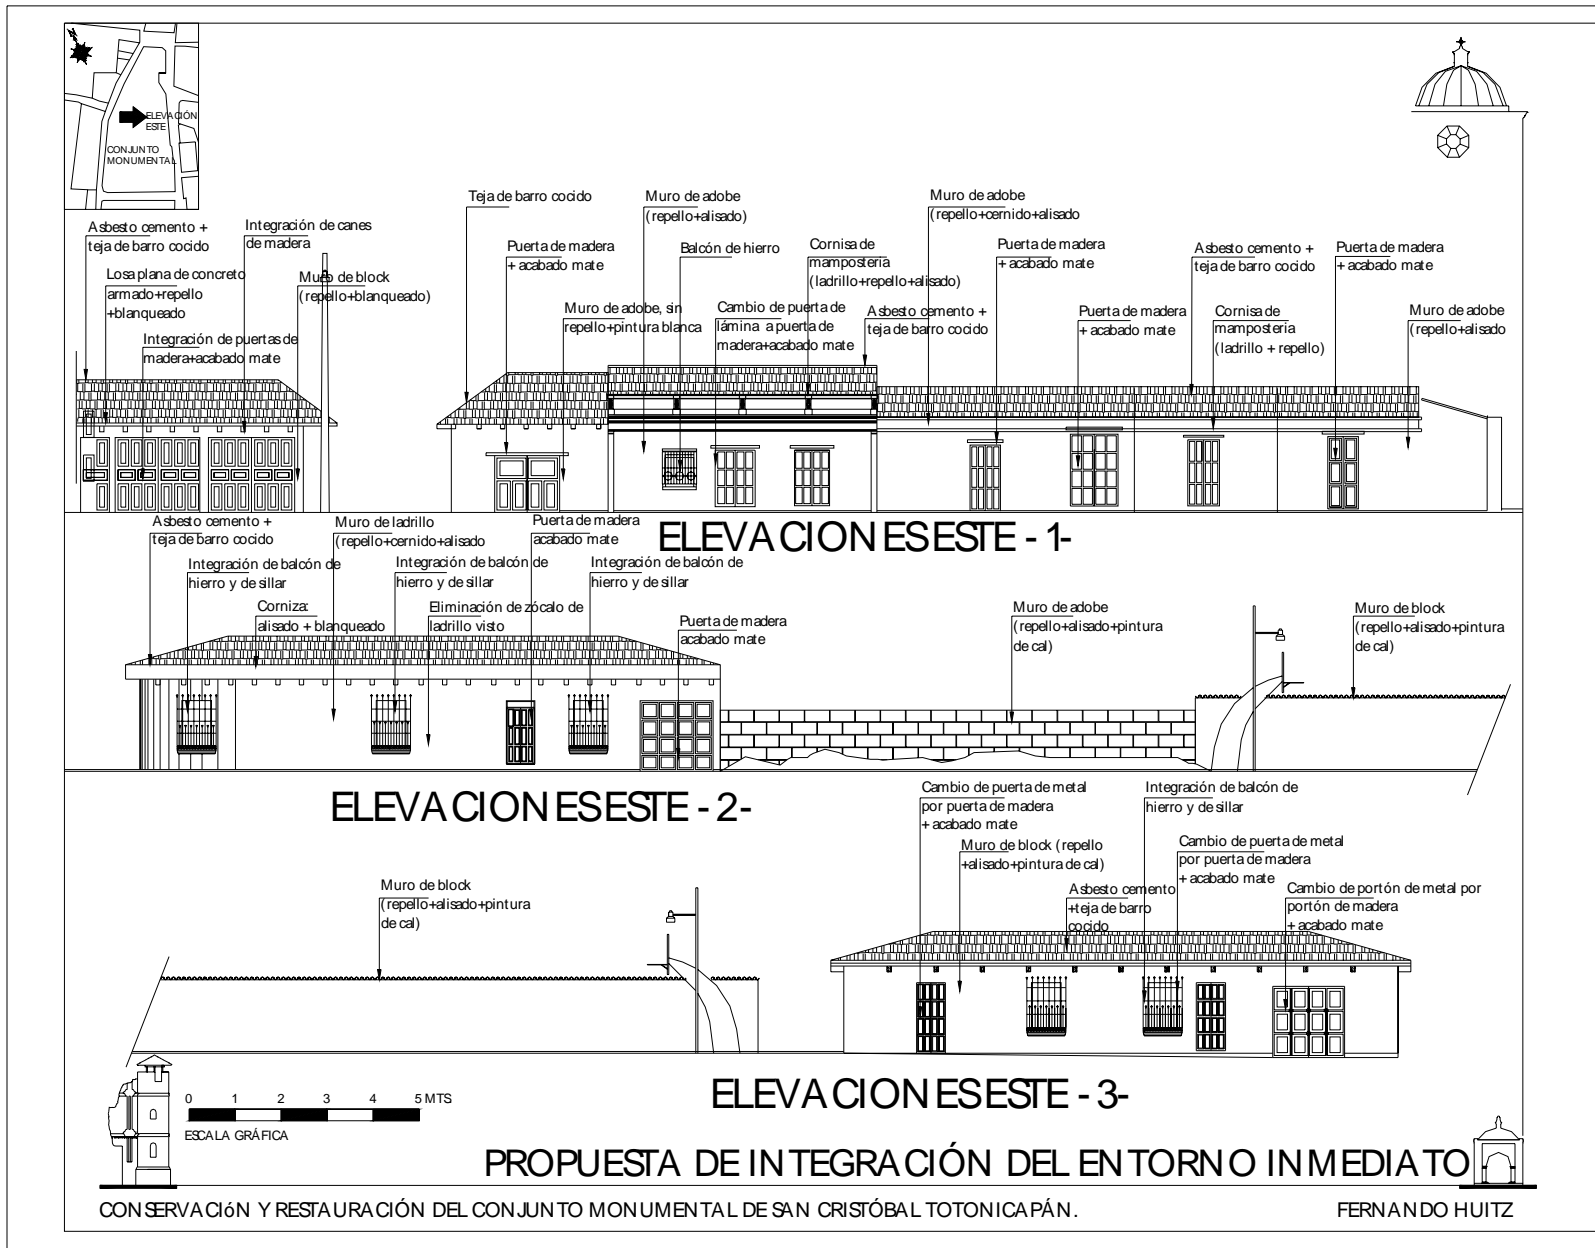 ELEVACIÓN
ESTE
CONJUNTO
MONUMENTAL
Asbesto cemento +
teja de barro cocido
Integración de canes
de madera
Losa plana de concreto
armado+repello
+blanqueado
Muro de block
(repello+blanqueado)
Integración de puertas de
madera+acabado mate
Teja de barro cocido
Puerta de madera
+ acabado mate
Muro de adobe, sin
repello+pintura blanca
Muro de adobe
(repello+alisado)
Balcón de hierro
Cambio de puerta de
lámina a puerta de
madera+acabado mate
Cornisa de
mamposteria
(ladrillo+repello+alisado)
Asbesto cemento +
teja de barro cocido
Muro de adobe
(repello+cernido+alisado
Puerta de madera
+ acabado mate
Puerta de madera
+ acabado mate
Asbesto cemento +
teja de barro cocido
Cornisa de
mamposteria
(ladrillo + repello)
Puerta de madera
+ acabado mate
Muro de adobe
(repello+alisado
ELEVACIONES ESTE - 1-
Asbesto cemento +
teja de barro cocido
Muro de ladrillo
(repello+cernido+alisado
Puerta de madera
acabado mate
Integración de balcón de
hierro y de sillar
Integración de balcón de
hierro y de sillar
Integración de balcón de
hierro y de sillar
Corniza:
alisado + blanqueado
Eliminación de zócalo de
ladrillo visto
Puerta de madera
acabado mate
Muro de adobe
(repello+alisado+pintura
de cal)
Muro de block
(repello+alisado+pintura
de cal)
ELEVACIONES ESTE - 2-
Cambio de puerta de metal
por puerta de madera
+ acabado mate
Integración de balcón de
hierro y de sillar
Muro de block (repello
+alisado+pintura de cal)
Cambio de puerta de metal
por puerta de madera
+ acabado mate
Muro de block
(repello+alisado+pintura
de cal)
Asbesto cemento
+teja de barro
cocido
Cambio de portón de metal por
portón de madera
+ acabado mate
ELEVACIONES ESTE - 3-
0 1 2 3 4 5 MTS.
ESCALA GRÁFICA
PROPUESTA DE INTEGRACIÓN DEL ENTORNO INMEDIATO
CONSERVACIóN Y RESTAURACIÓN DEL CONJUNTO MONUMENTAL DE SAN CRISTÓBAL TOTONICAPÁN.
FERNANDO HUITZ